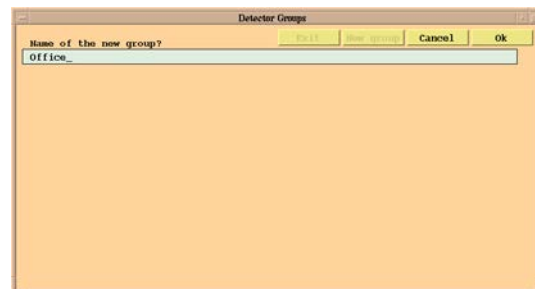 Detector Groups
Name of the new group?
Exit
New group
Cancel
Ok
Office_